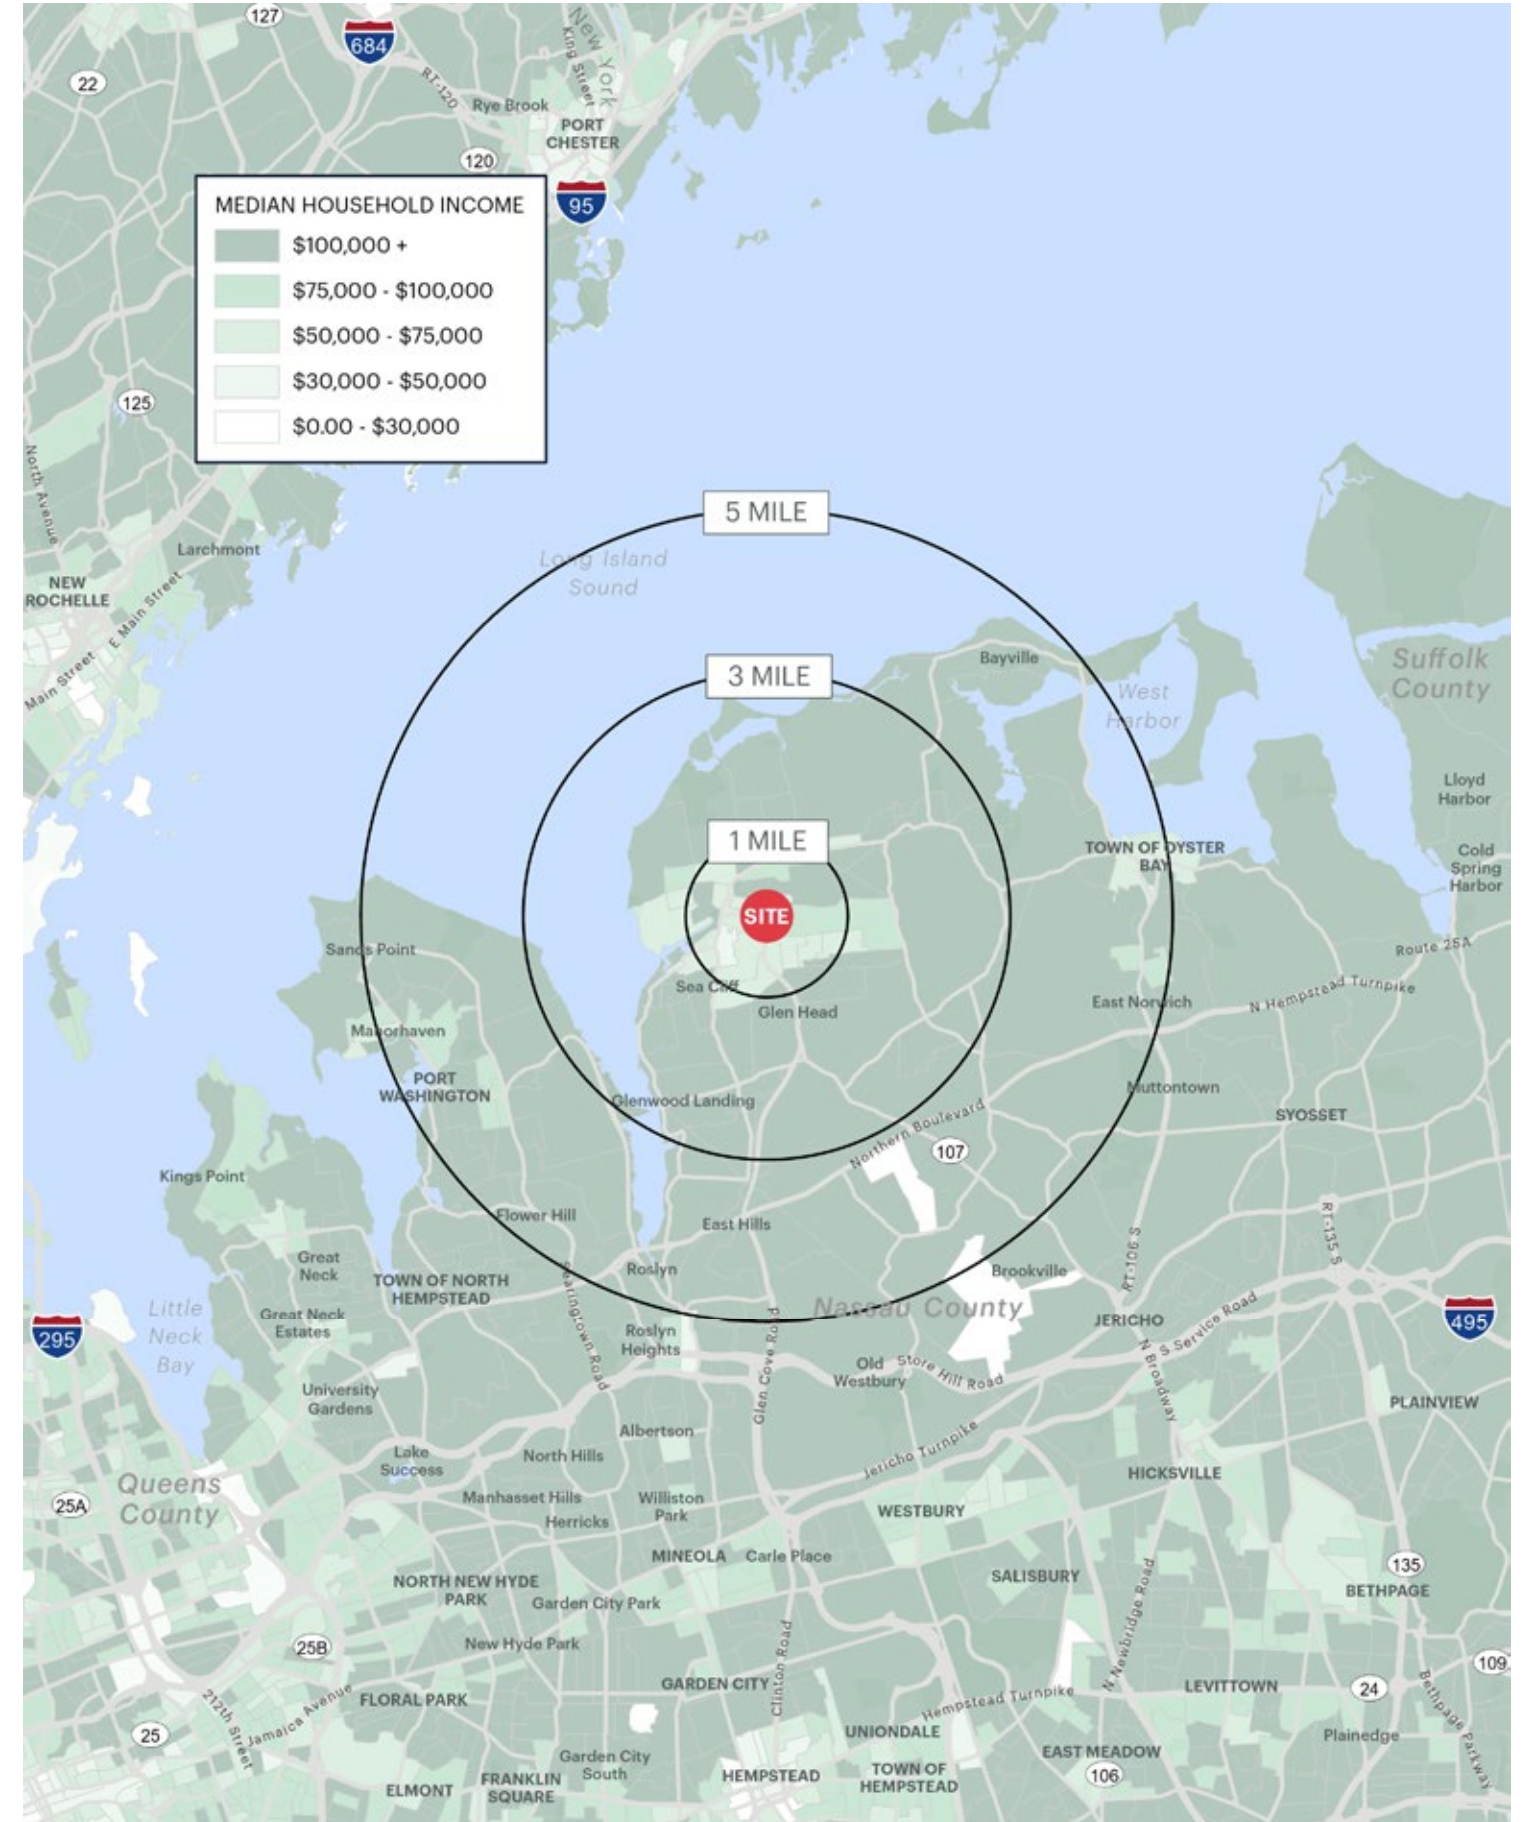 127
684
22
RT-120
New York
King Street
Rye Brook
PORT
CHESTER
120
95
MEDIAN HOUSEHOLD INCOME
$100,000 +
$75,000 - $100,000
$50,000 - $75,000
$30,000 - $50,000
$0.00 - $30,000
125
North Avenue
5 MILE
Larchmont
Long Island
Sound
NEW
ROCHELLE
E Main Street
Main Street
3 MILE
Bayville
West
Harbor
Suffolk
County
Lloyd
Harbor
1 MILE
TOWN OF OYSTER
BAY
Cold
Spring
Harbor
SITE
Sands Point
Route 25A
Sea Cliff
Glen Head
East Norwich
N Hempstead Turnpike
Manorhaven
PORT
WASHINGTON
Glenwood Landing
Muttontown
SYOSSET
Northern Boulevard
107
Kings Point
Flower Hill
East Hills
RT-106 S
RT-135 S
Great
Neck
Roslyn
Brookville
TOWN OF NORTH
HEMPSTEAD
Searingtown Road
Little
Neck
Bay
Great Neck
Estates
Nassau County
295
Roslyn
Heights
Glen Cove Road
JERICHO
S Service Road
495
N Broadway
Old
Westbury
Store Hill Road
University
Gardens
PLAINVIEW
Albertson
Jericho Turnpike
Lake
Success
North Hills
HICKSVILLE
Queens
County
25A
Manhasset Hills
Herricks
Williston
Park
WESTBURY
MINEOLA
Carle Place
SALISBURY
135
BETHPAGE
NORTH NEW HYDE
PARK
Garden City Park
25B
New Hyde Park
Clinton Road
N Newbridge Road
109
GARDEN CITY
LEVITTOWN
24
Bethpage Parkway
212th Street
Jamaica Avenue
FLORAL PARK
Hempstead Turnpike
25
UNIONDALE
Plainedge
Garden City
South
EAST MEADOW
106
ELMONT
FRANKLIN
SQUARE
HEMPSTEAD
TOWN OF
HEMPSTEAD